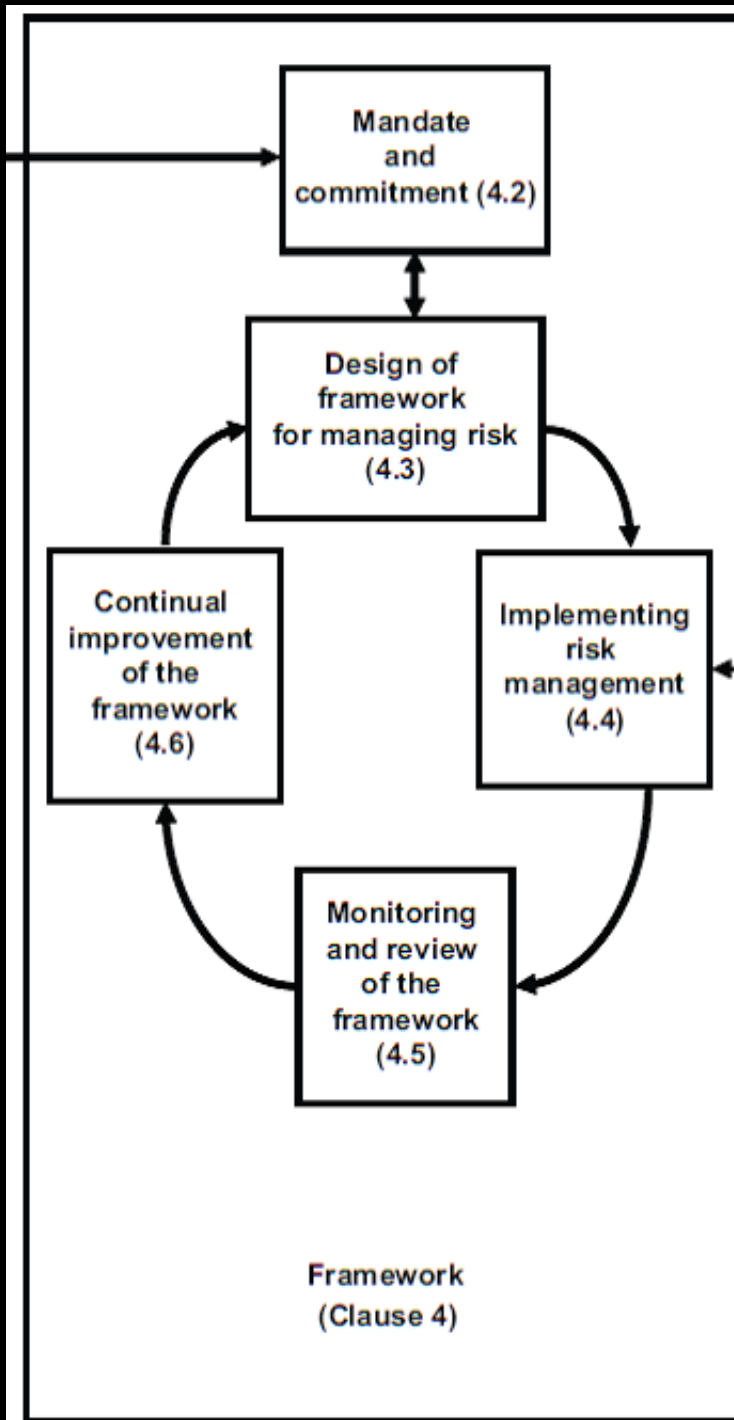 Mandate
and
commitment (4.2)
Design of
framework
for managing risk
(4.3)
Continual
improvement
of the
framework
(4.6)
Implementing
risk
management
(4.4)
Monitoring
and review
of the
framework
(4.5)
Framework
(Clause 4)